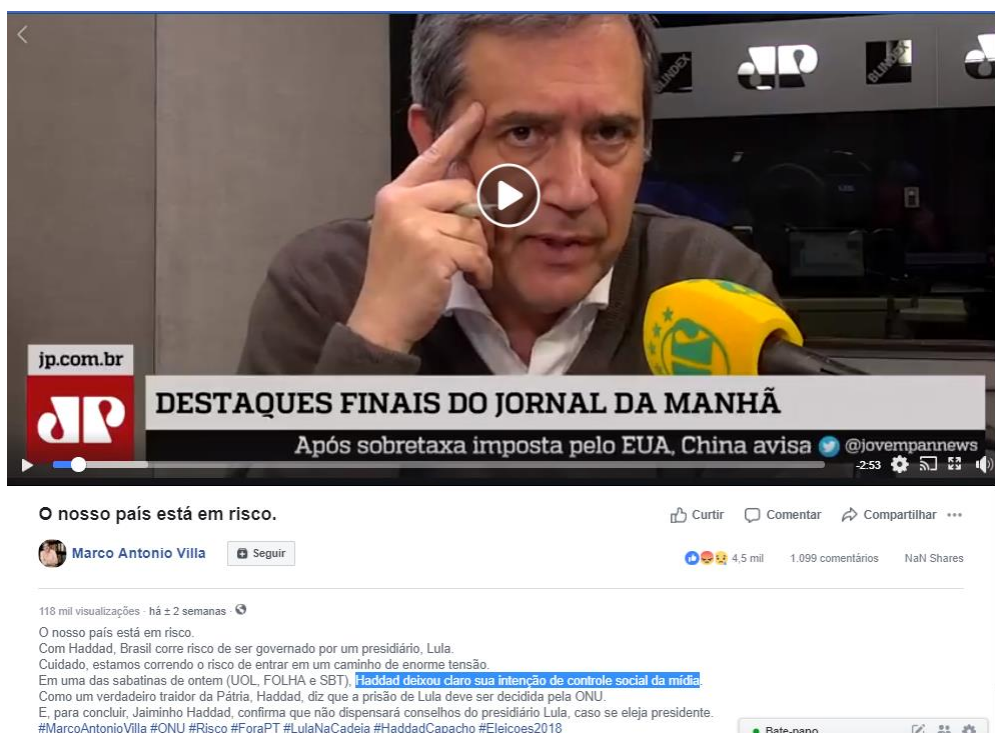 BLINDEX
JP
BLINDEX
jp.com.br
JP
DESTAQUES FINAIS DO JORNAL DA MANHÃ
Após sobretaxa imposta pelo EUA, China avisa @jovempannews
-2:53
O nosso país está em risco.
Curtir Comentar Compartilhar
Marco Antonio Villa Seguir
4,5 mil 1.099 comentários NaN Shares
118 mil visualizações · há ± 2 semanas ·
O nosso país está em risco.
Com Haddad, Brasil corre risco de ser governado por um presidiário, Lula.
Cuidado, estamos correndo o risco de entrar em um caminho de enorme tensão.
Em uma das sabatinas de ontem (UOL, FOLHA e SBT), Haddad deixou claro sua intenção de controle social da mídia.
Como um verdadeiro traidor da Pátria, Haddad, diz que a prisão de Lula deve ser decidida pela ONU.
E, para concluir, Jaiminho Haddad, confirma que não dispensará conselhos do presidiário Lula, caso se eleja presidente.
#MarcoAntonioVilla #ONU #Risco #ForaPT #LulaNaCadeia #HaddadCapacho #Eleicoes2018
Bate-papo